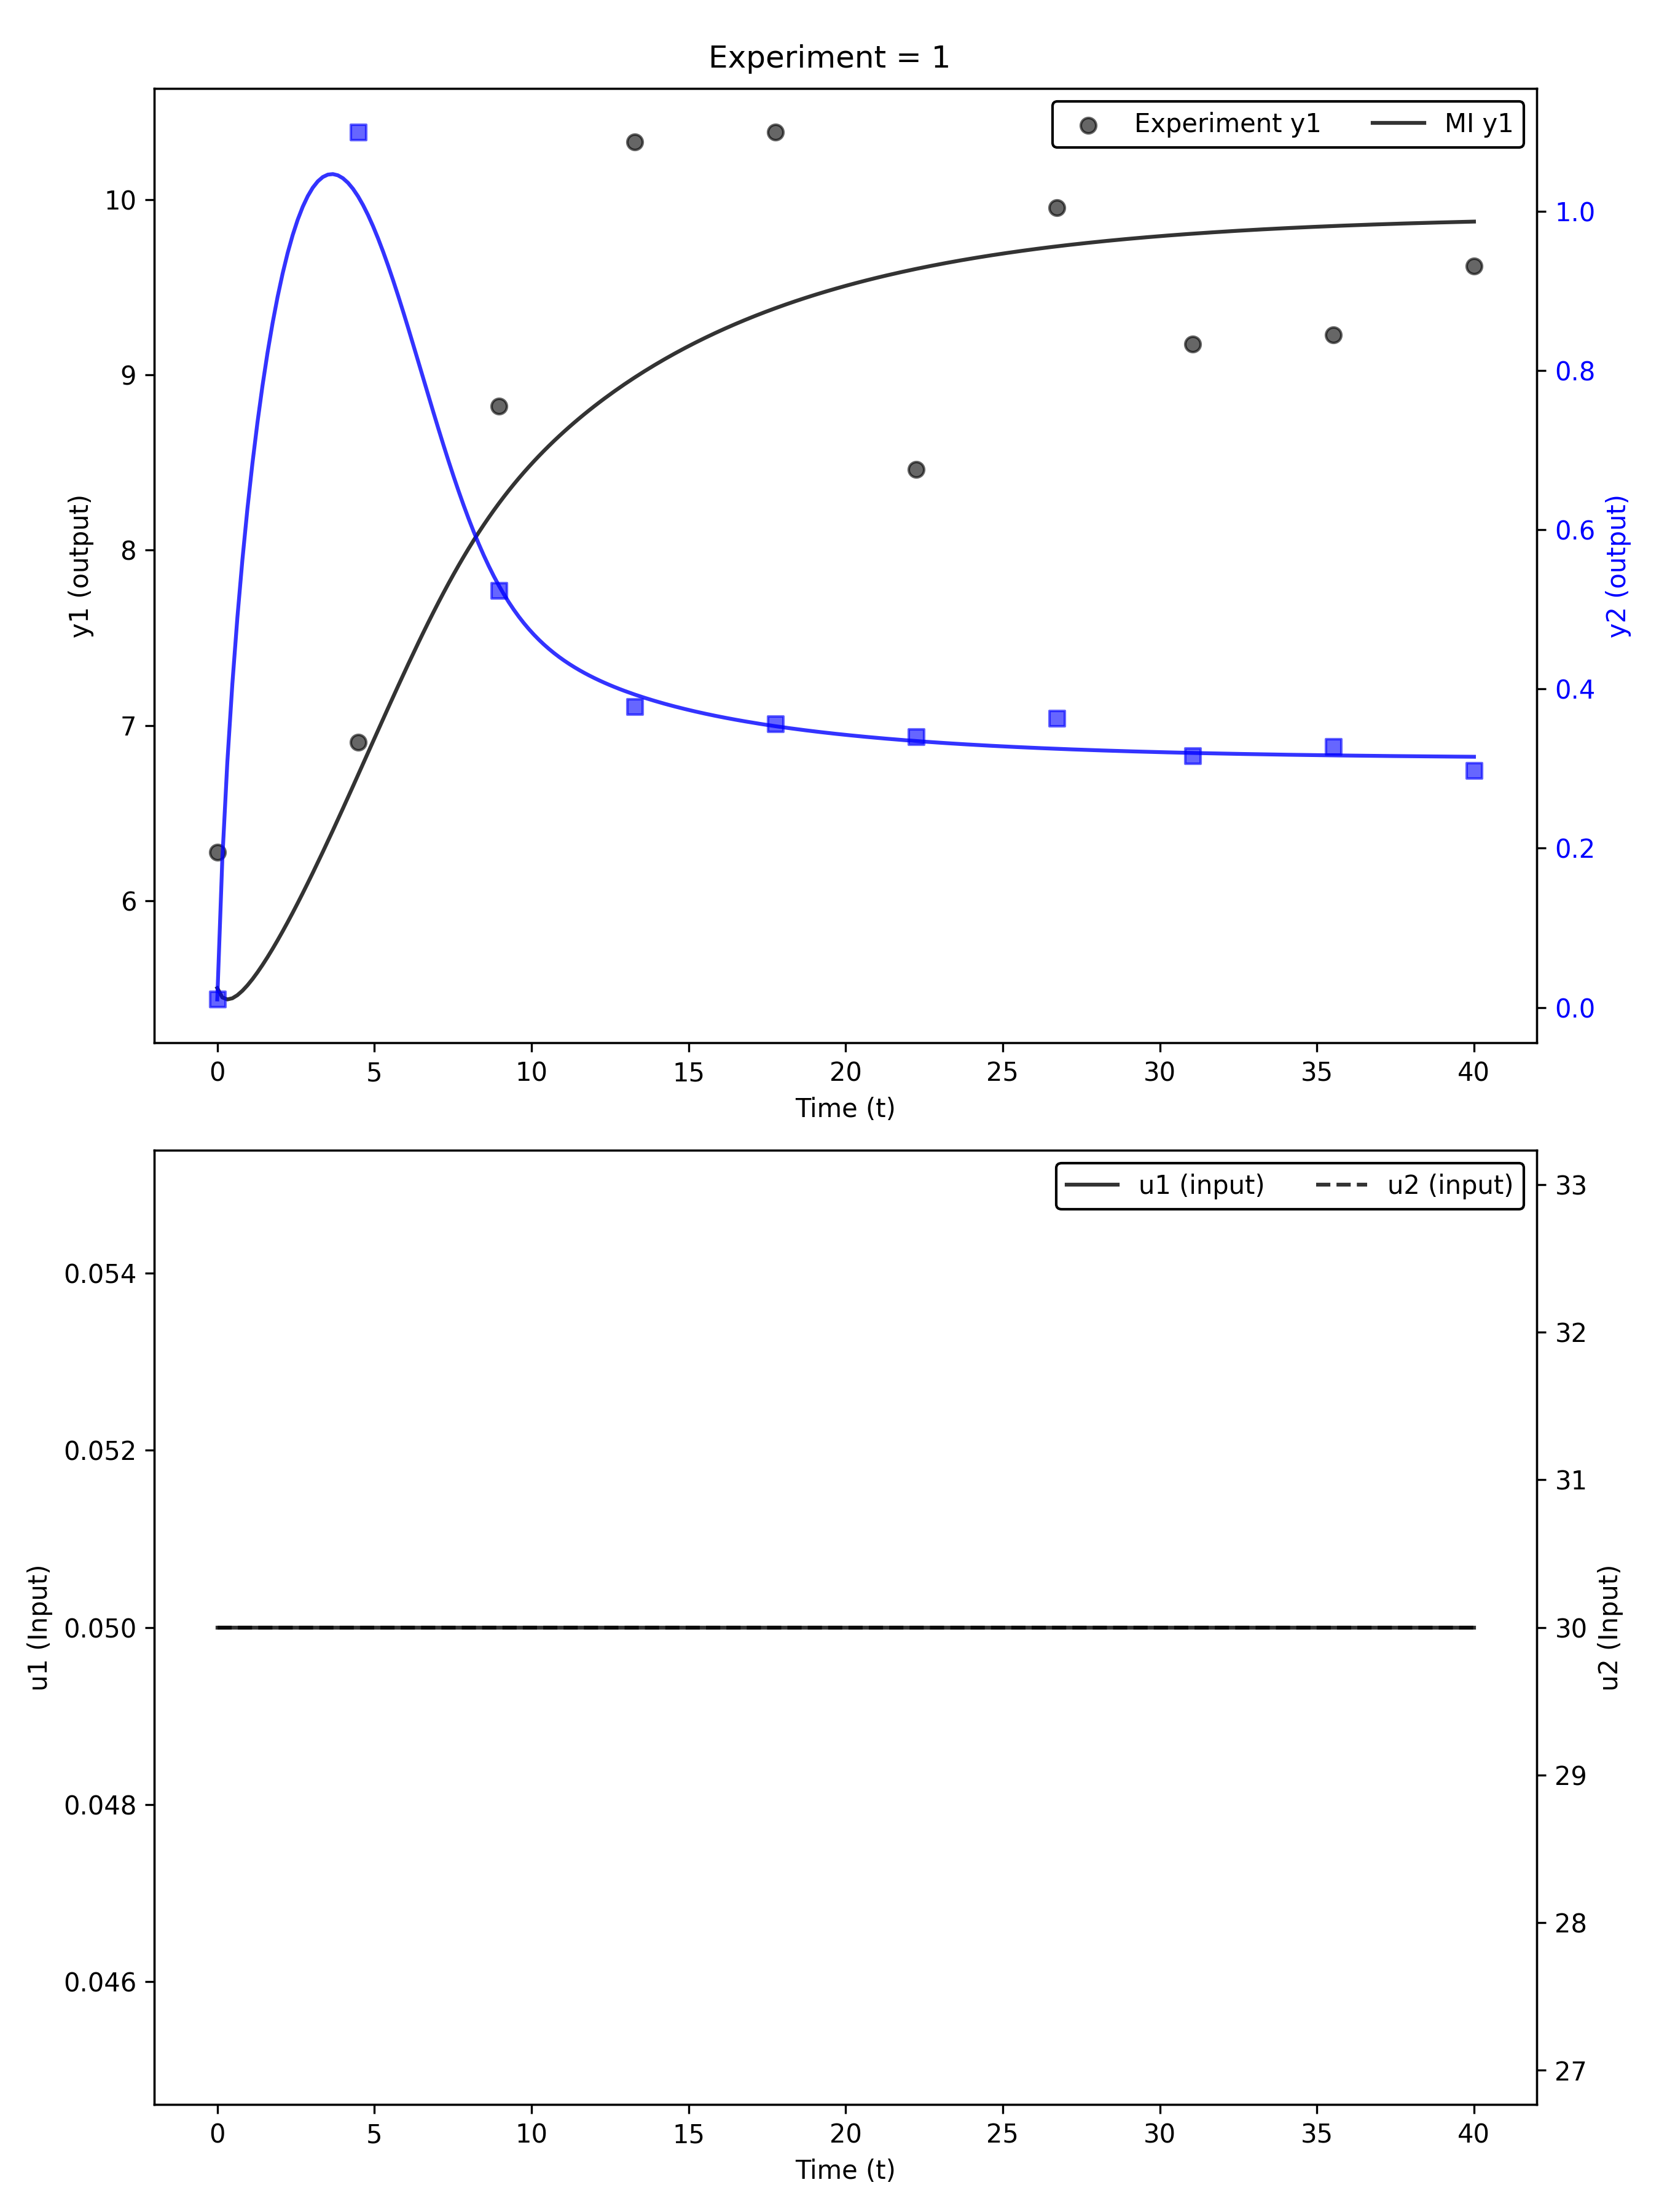 Experiment = 1
Experiment y1 MI y1
10
9
8
7
6
y1 (output)
1.0
0.8
0.6
0.4
0.2
0.0
y2 (output)
0 5 10 15 20 25 30 35 40
Time (t)
u1 (input) u2 (input)
0.054
0.052
0.050
0.048
0.046
u1 (Input)
33
32
31
30
29
28
27
u2 (Input)
0 5 10 15 20 25 30 35 40
Time (t)